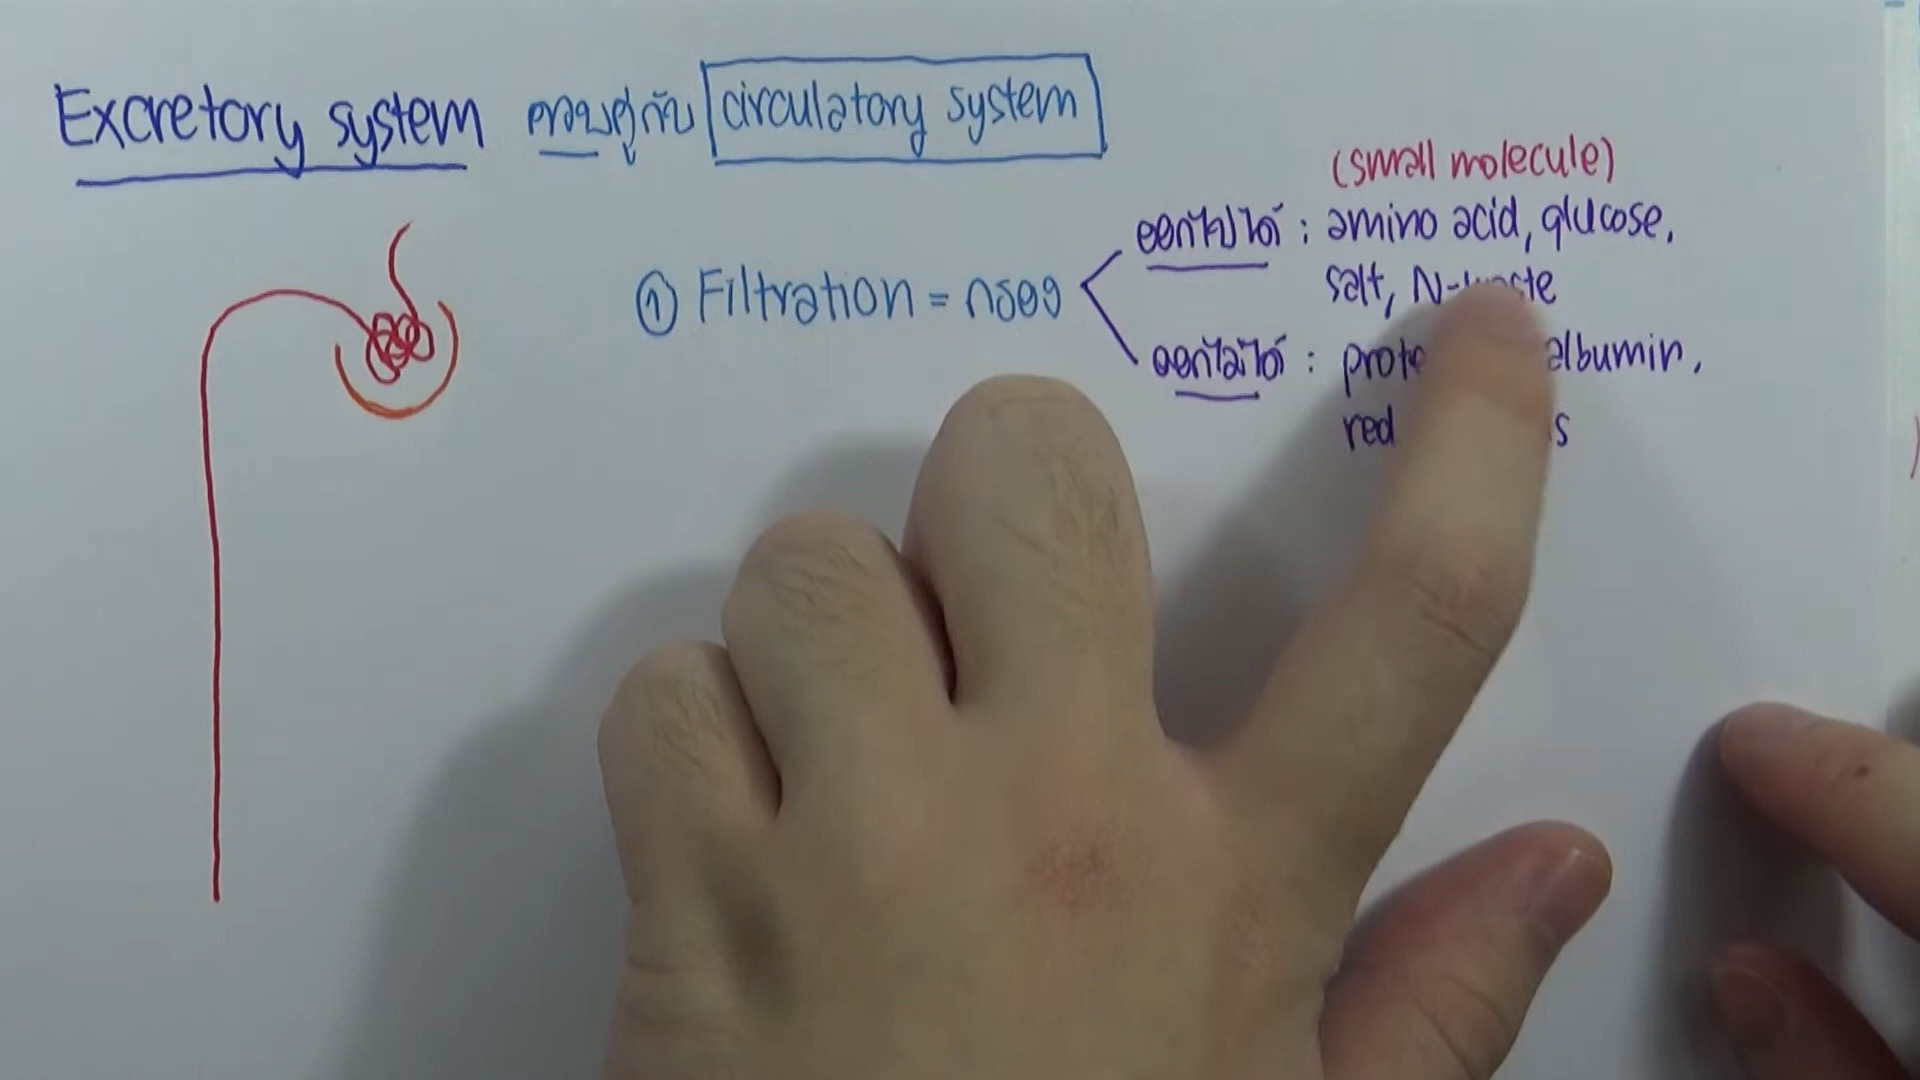 Excretory system ควบคู่กับ circulatory system
(small molecule)
① Filtration = กรอง
ออกไปได้ : amino acid, glucose,
salt, N-waste
ออกไม่ได้ : albumin,
red